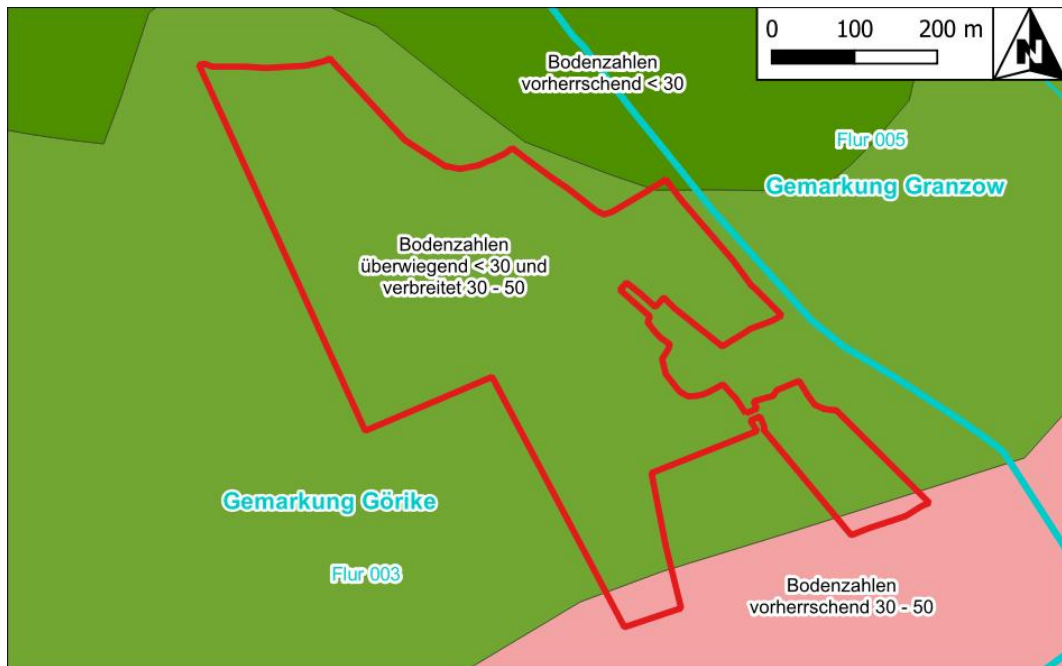 0 100 200 m
N
Bodenzahlen
vorherrschend < 30
Flur 005
Gemarkung Granzow
Bodenzahlen
überwiegend < 30 und
verbreitet 30 - 50
Gemarkung Görike
Flur 003
Bodenzahlen
vorherrschend 30 - 50